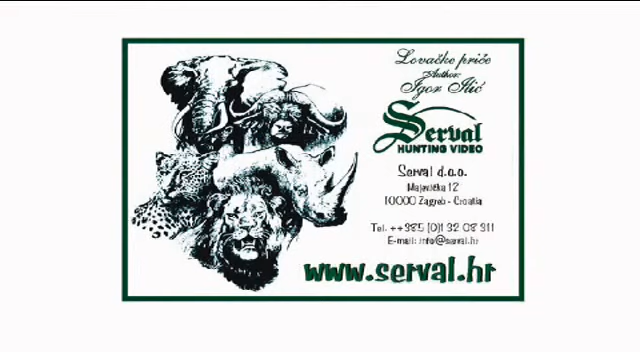 Lovačke priče
Author:
Igor Ilić
Serval
HUNTING VIDEO
Serval d.o.o.
Majevička 12
10000 Zagreb - Croatia
Tel. ++385 (0)1 32 08 311
E-mail: info@serval.hr
www.serval.hr